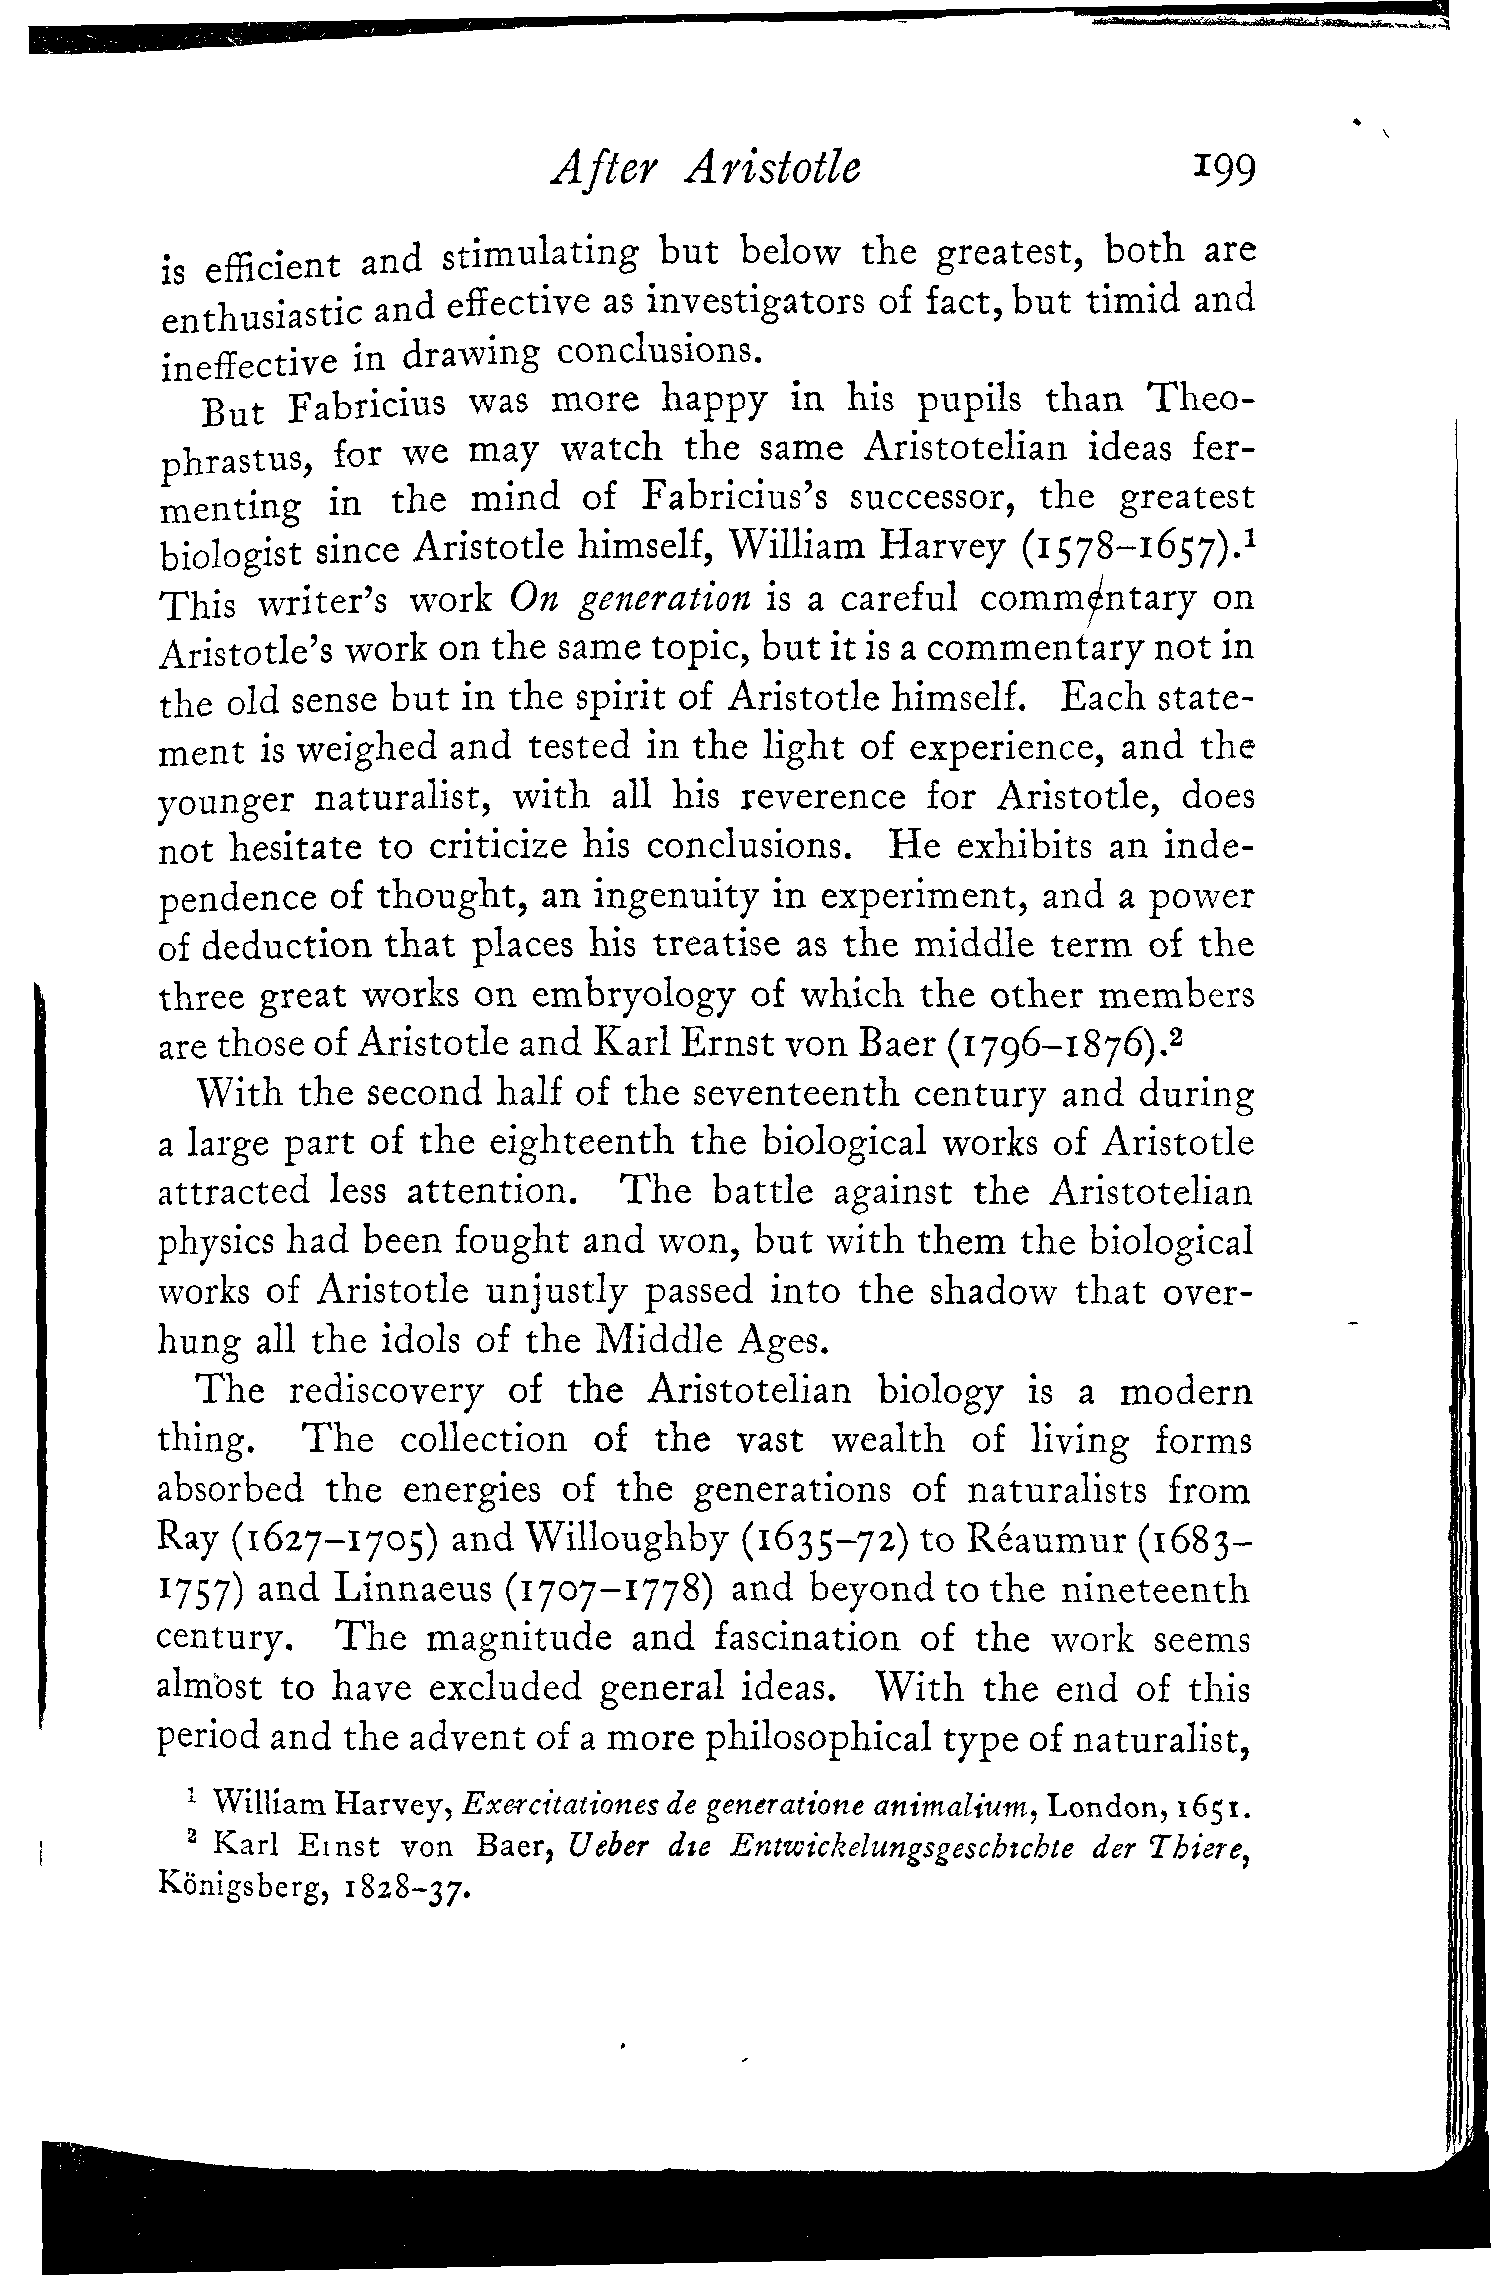 After Aristotle 199
is efficient and stimulating but below the greatest, both are
enthusiastic and effective as investigators of fact, but timid and
ineffective in drawing conclusions.
But Fabricius was more happy in his pupils than Theo-
phrastus, for we may watch the same Aristotelian ideas fer-
menting in the mind of Fabricius's successor, the greatest
biologist since Aristotle himself, William Harvey (1578–1657).¹
This writer's work On generation is a careful commentary on
Aristotle's work on the same topic, but it is a commentary not in
the old sense but in the spirit of Aristotle himself. Each state-
ment is weighed and tested in the light of experience, and the
younger naturalist, with all his reverence for Aristotle, does
not hesitate to criticize his conclusions. He exhibits an inde-
pendence of thought, an ingenuity in experiment, and a power
of deduction that places his treatise as the middle term of the
three great works on embryology of which the other members
are those of Aristotle and Karl Ernst von Baer (1796–1876).²
With the second half of the seventeenth century and during
a large part of the eighteenth the biological works of Aristotle
attracted less attention. The battle against the Aristotelian
physics had been fought and won, but with them the biological
works of Aristotle unjustly passed into the shadow that over-
hung all the idols of the Middle Ages.
The rediscovery of the Aristotelian biology is a modern
thing. The collection of the vast wealth of living forms
absorbed the energies of the generations of naturalists from
Ray (1627–1705) and Willoughby (1635–72) to Réaumur (1683–
1757) and Linnaeus (1707–1778) and beyond to the nineteenth
century. The magnitude and fascination of the work seems
almost to have excluded general ideas. With the end of this
period and the advent of a more philosophical type of naturalist,
¹ William Harvey, Exercitationes de generatione animalium, London, 1651.
² Karl Ernst von Baer, Ueber die Entwickelungsgeschichte der Thiere,
Königsberg, 1828–37.